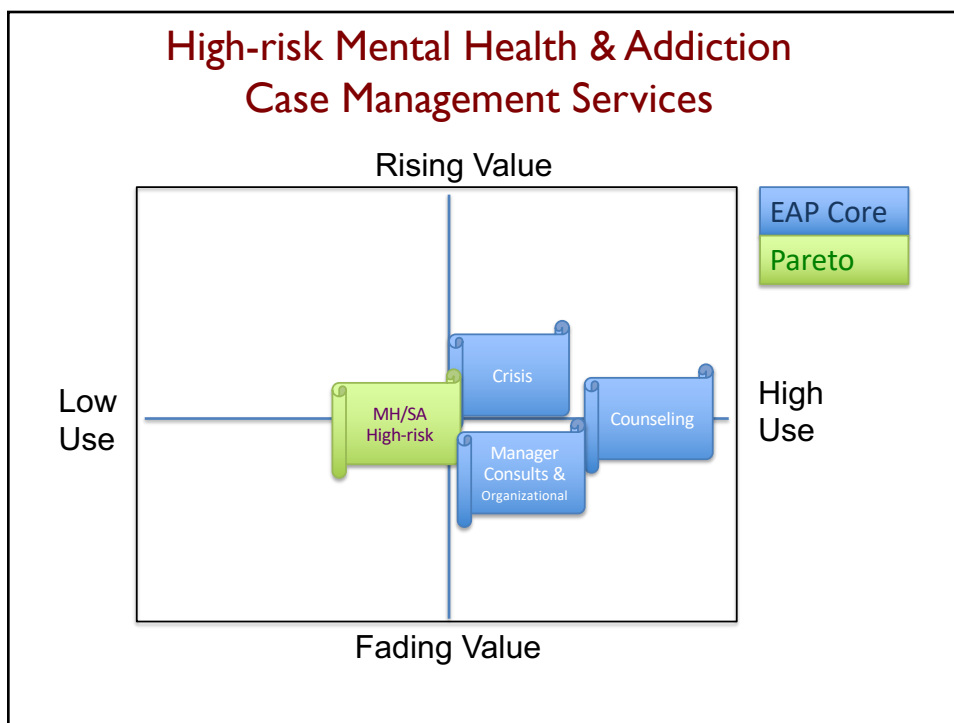 High-risk Mental Health & Addiction
Case Management Services
Rising Value
EAP Core
Pareto
Crisis
Low
Use
MH/SA
High-risk
Counseling
High
Use
Manager
Consults &
Organizational
Fading Value